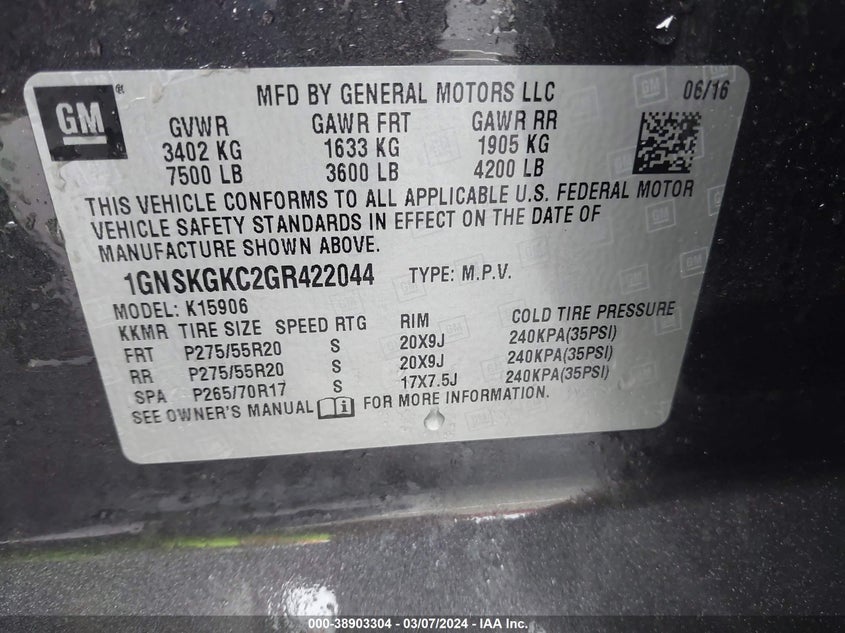 GM ®
MFD BY GENERAL MOTORS LLC 06/16
GVWR GAWR FRT GAWR RR
3402 KG 1633 KG 1905 KG
7500 LB 3600 LB 4200 LB
THIS VEHICLE CONFORMS TO ALL APPLICABLE U.S. FEDERAL MOTOR
VEHICLE SAFETY STANDARDS IN EFFECT ON THE DATE OF
MANUFACTURE SHOWN ABOVE.
1GNSKGKC2GR422044 TYPE: M.P.V.
MODEL: K15906
KKMR TIRE SIZE SPEED RTG RIM COLD TIRE PRESSURE
FRT P275/55R20 S 20X9J 240KPA(35PSI)
RR P275/55R20 S 20X9J 240KPA(35PSI)
SPA P265/70R17 S 17X7.5J 240KPA(35PSI)
SEE OWNER'S MANUAL FOR MORE INFORMATION.
000-38903304 - 03/07/2024 - IAA Inc.